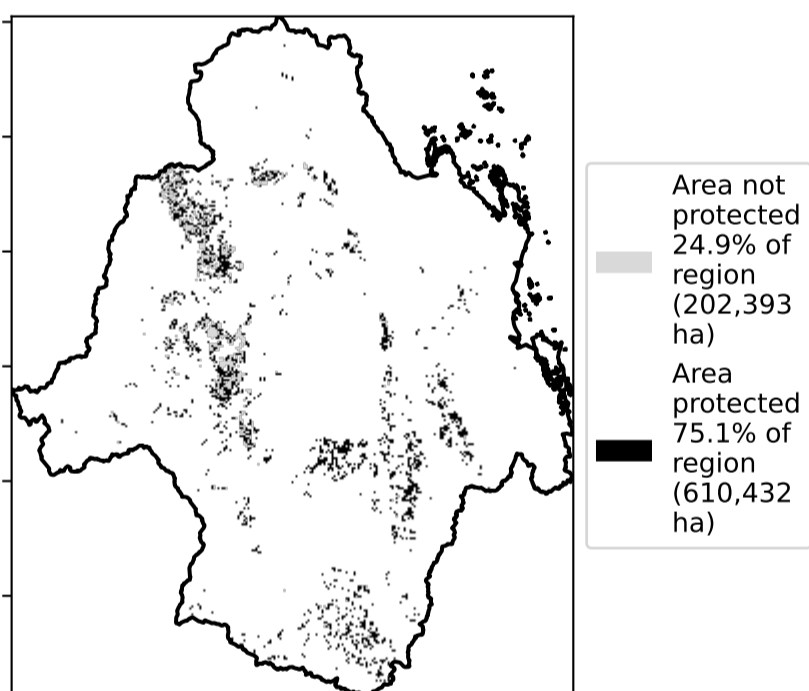 Area not
protected
24.9% of
region
(202,393
ha)
Area
protected
75.1% of
region
(610,432
ha)